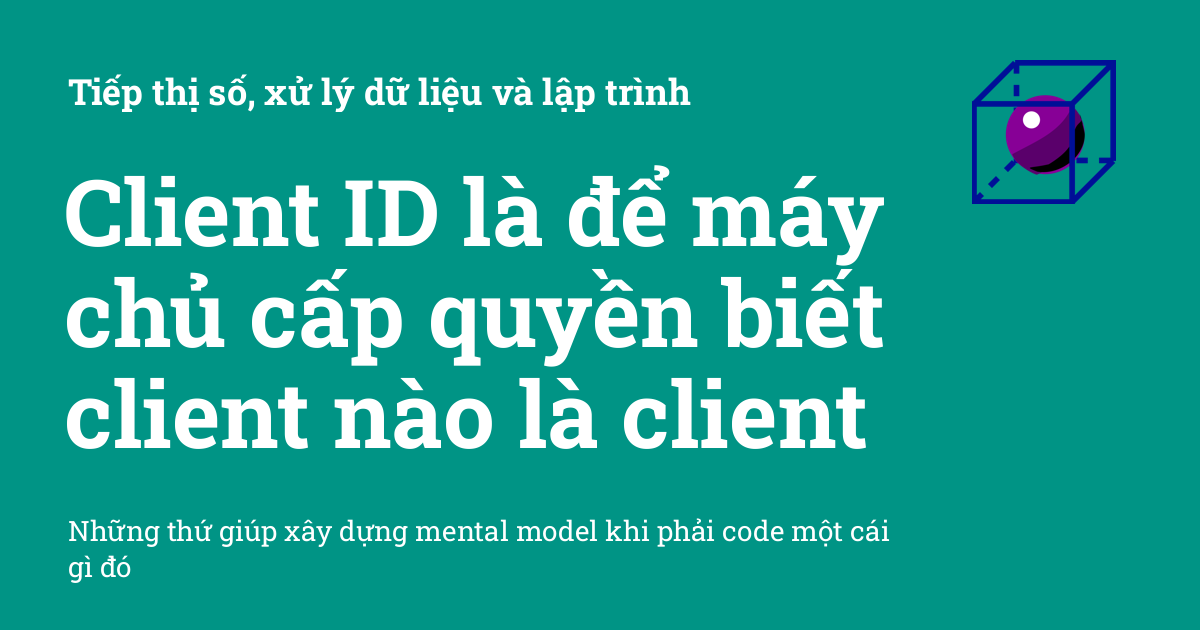 Tiếp thị số, xử lý dữ liệu và lập trình
Client ID là để máy
chủ cấp quyền biết
client nào là client
Những thứ giúp xây dựng mental model khi phải code một cái
gì đó